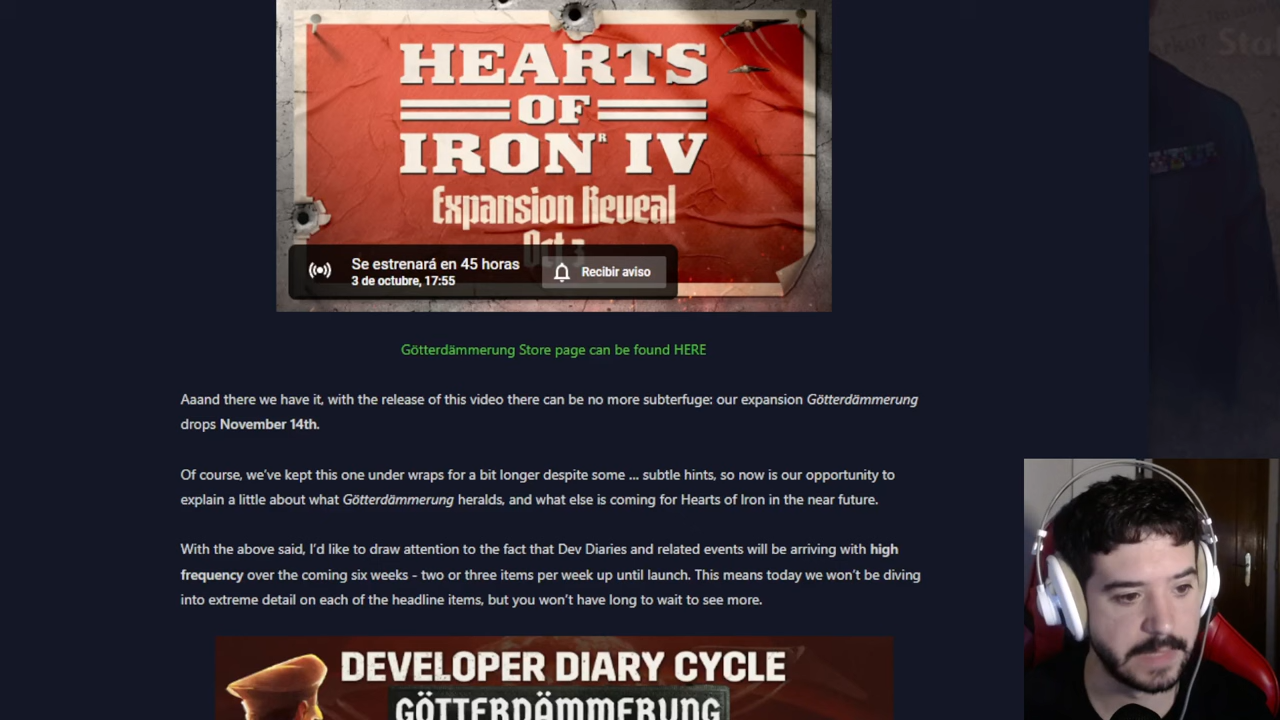 HEARTS
OF
IRON® IV
Expansion Reveal
Oct 3
Se estrenará en 45 horas
3 de octubre, 17:55
Recibir aviso
Götterdämmerung Store page can be found HERE
Aaand there we have it, with the release of this video there can be no more subterfuge: our expansion Götterdämmerung
drops November 14th.
Of course, we've kept this one under wraps for a bit longer despite some ... subtle hints, so now is our opportunity to
explain a little about what Götterdämmerung heralds, and what else is coming for Hearts of Iron in the near future.
With the above said, I'd like to draw attention to the fact that Dev Diaries and related events will be arriving with high
frequency over the coming six weeks - two or three items per week up until launch. This means today we won't be diving
into extreme detail on each of the headline items, but you won't have long to wait to see more.
DEVELOPER DIARY CYCLE
GÖTTERDÄMMERUNG